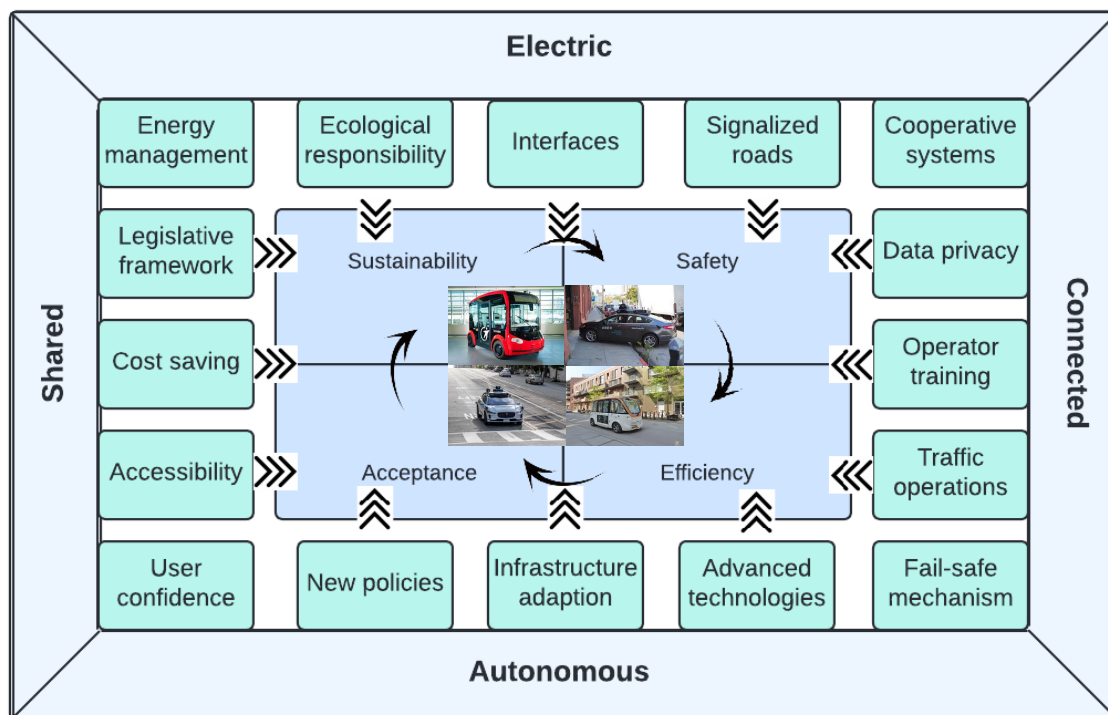 Electric
Energy
management
Ecological
responsibility
Interfaces
Signalized
roads
Cooperative
systems
Legislative
framework
Sustainability
Safety
Data privacy
Shared
Connected
Cost saving
Operator
training
Accessibility
Acceptance
Efficiency
Traffic
operations
User
confidence
New policies
Infrastructure
adaption
Advanced
technologies
Fail-safe
mechanism
Autonomous